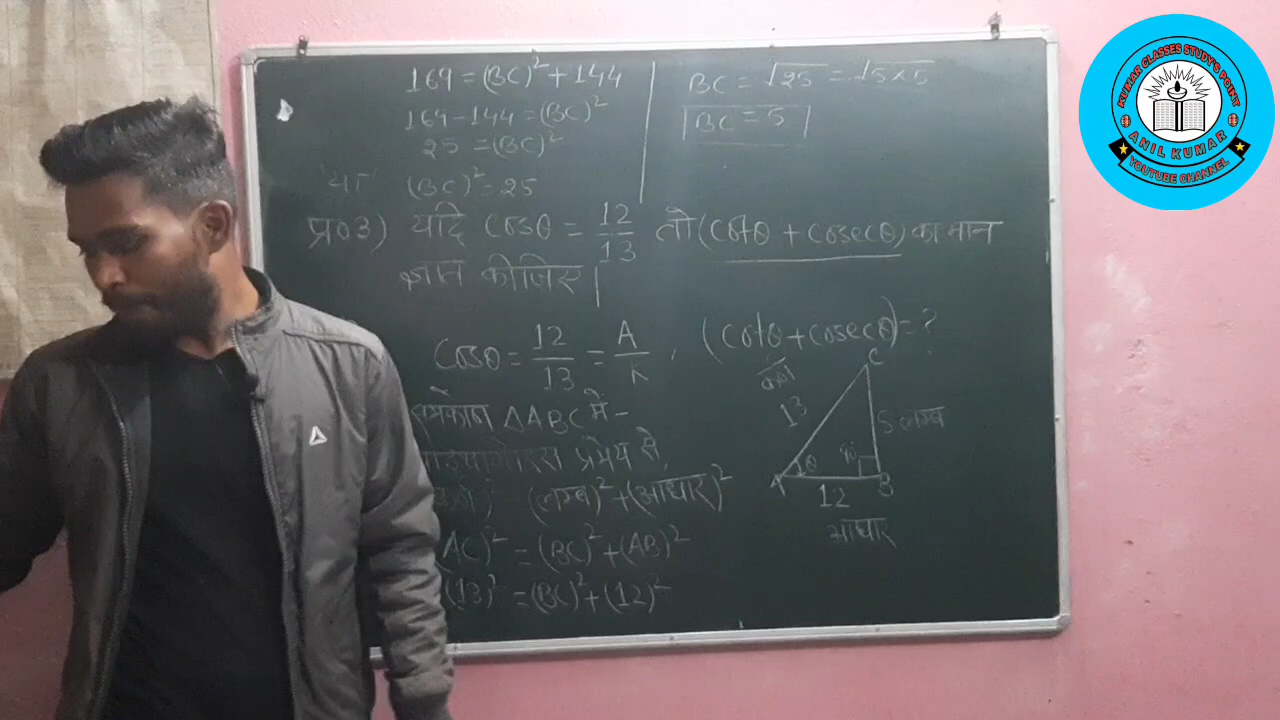 169 = (BC)² + 144
169 - 144 = (BC)²
25 = (BC)²
या (BC)² = 25
BC = √25 = √5×5
BC = 5
प्र० 3) यदि cosθ = 12/13 तो (cotθ + cosecθ) का मान
ज्ञात कीजिए।
cosθ = 12/13 = A/K , (cotθ + cosecθ) = ?
समकोण △ABC में -
पाइथागोरस प्रमेय से,
(लम्ब)² + (आधार)²
(AC)² = (BC)² + (AB)²
(13)² = (BC)² + (12)²
C
कर्ण
13
5 लम्ब
θ
90°
A
B
12
आधार
KUMAR CLASSES STUDY'S POINT
ANIL KUMAR
YOUTUBE CHANNEL